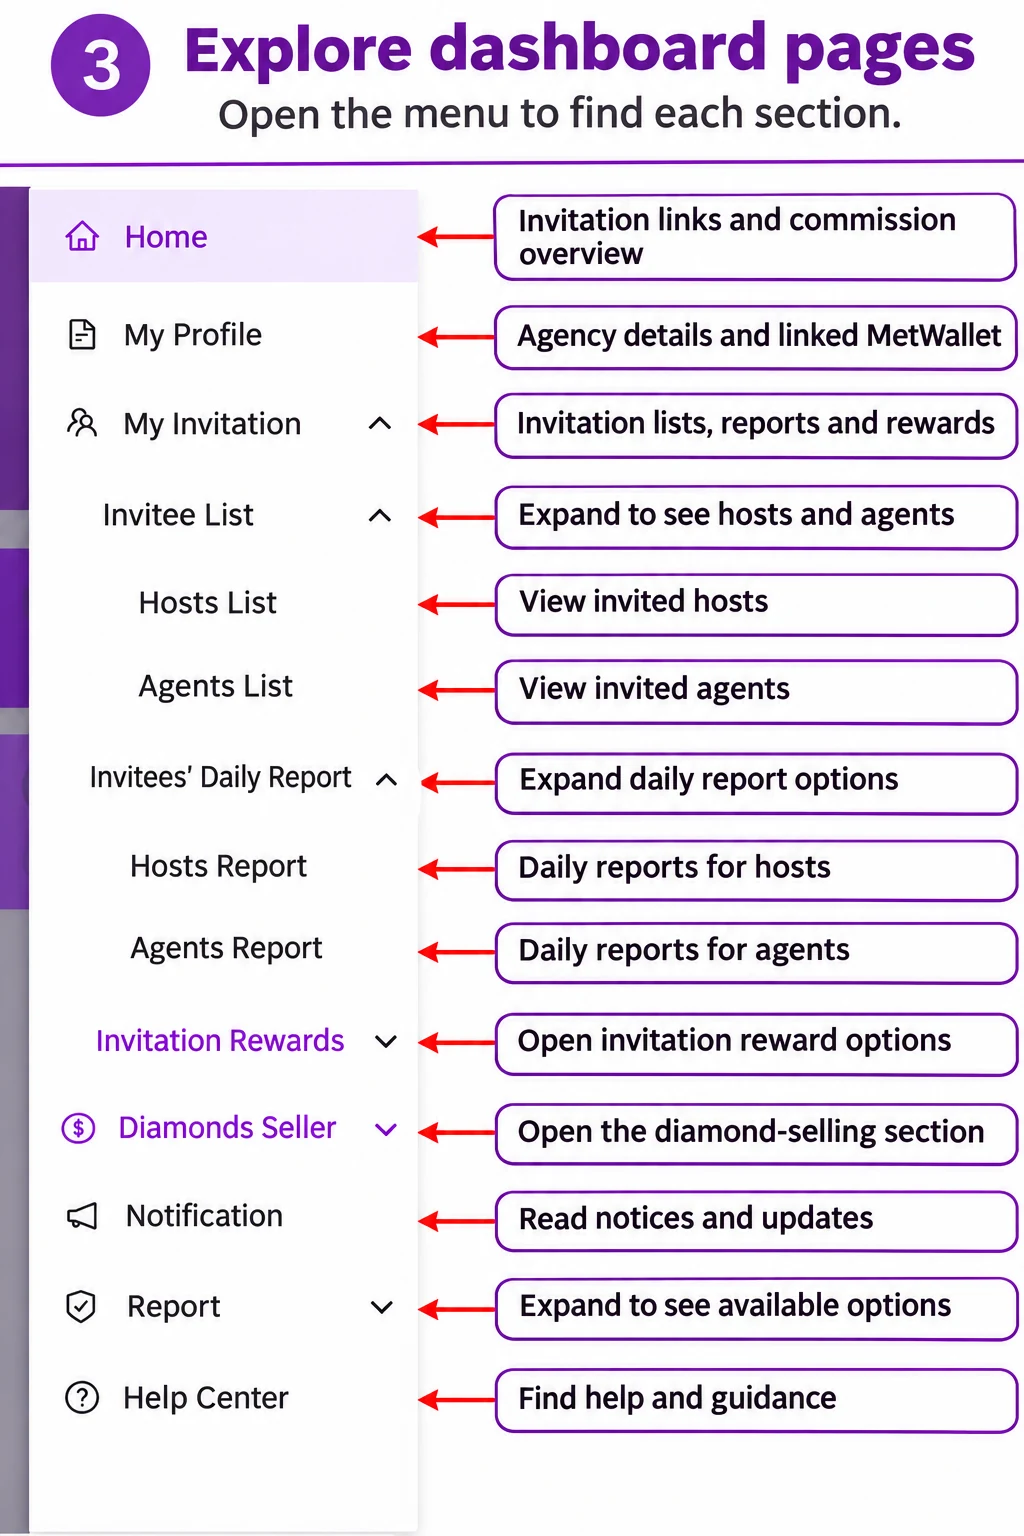 3
Explore dashboard pages
Open the menu to find each section.
Home
Invitation links and commission
overview
My Profile
Agency details and linked MetWallet
My Invitation
Invitation lists, reports and rewards
Invitee List
Expand to see hosts and agents
Hosts List
View invited hosts
Agents List
View invited agents
Invitees' Daily Report
Expand daily report options
Hosts Report
Daily reports for hosts
Agents Report
Daily reports for agents
Invitation Rewards
Open invitation reward options
$
Diamonds Seller
Open the diamond-selling section
Notification
Read notices and updates
Report
Expand to see available options
?
Help Center
Find help and guidance